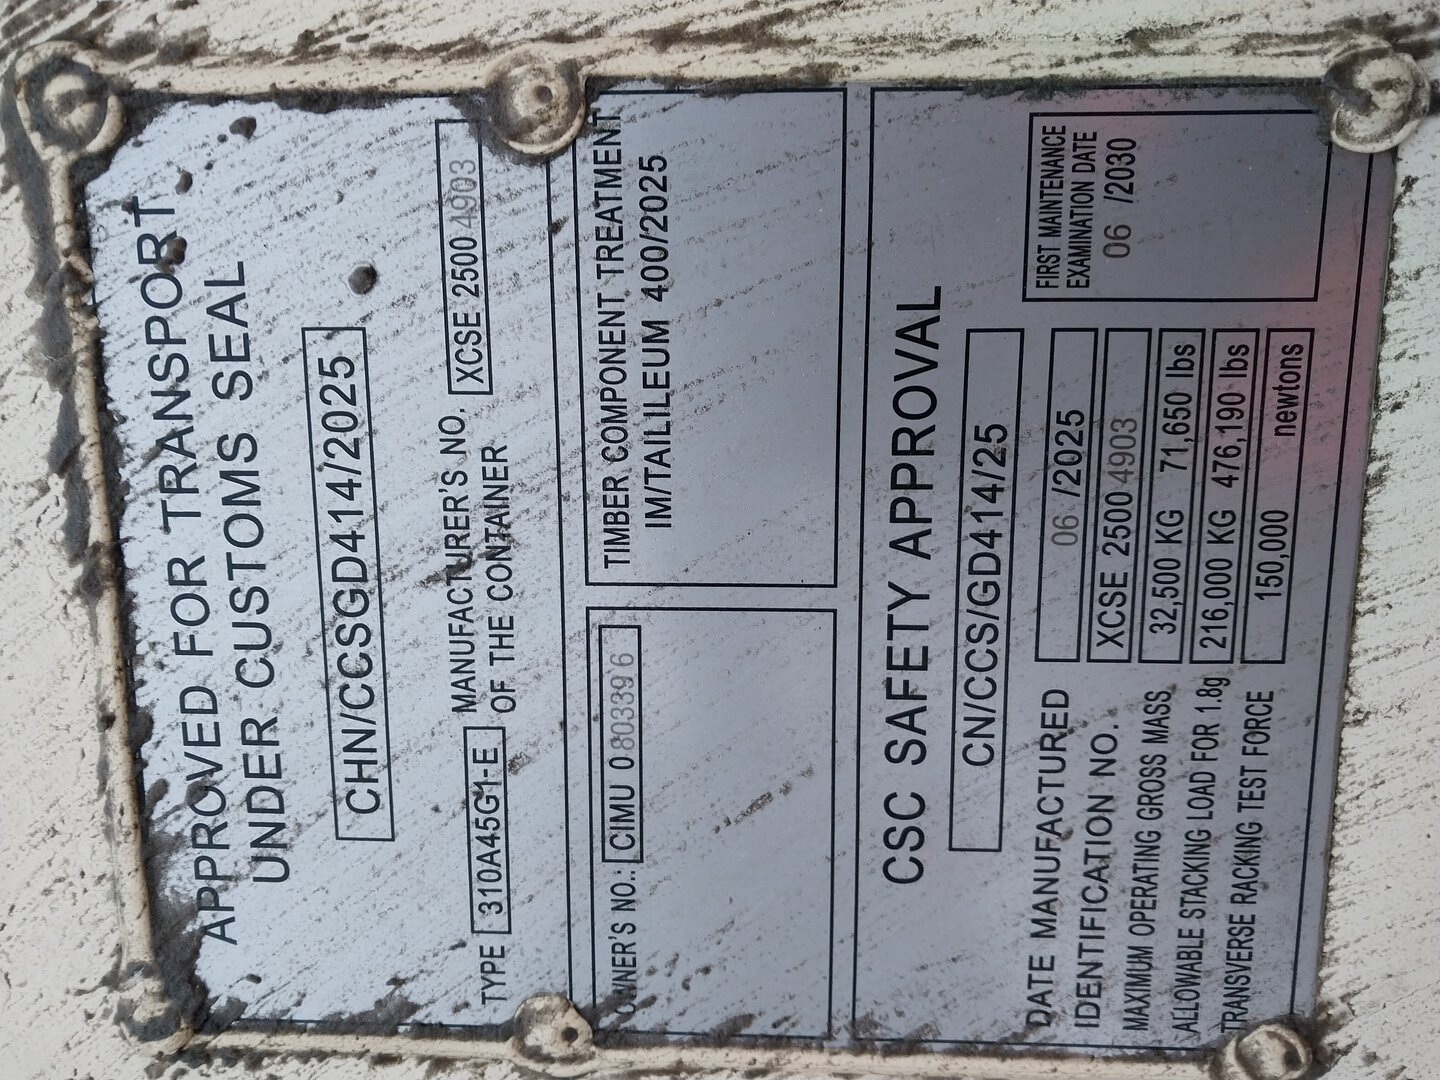 APPROVED FOR TRANSPORT
UNDER CUSTOMS SEAL
CHN/CCSGD414/2025
TYPE 310A45G1-E MANUFACTURER'S NO. OF THE CONTAINER XCSE 2500 4903
OWNER'S NO.: CIMU 080339 6
TIMBER COMPONENT TREATMENT
IM/TAILILEUM 400/2025
CSC SAFETY APPROVAL
CN/CCS/GD414/25
DATE MANUFACTURED 06 /2025
IDENTIFICATION NO. XCSE 2500 4903
MAXIMUM OPERATING GROSS MASS 32,500 KG 71,650 lbs
ALLOWABLE STACKING LOAD FOR 1.8g 216,000 KG 476,190 lbs
TRANSVERSE RACKING TEST FORCE 150,000 newtons
FIRST MAINTENANCE
EXAMINATION DATE
06 /2030